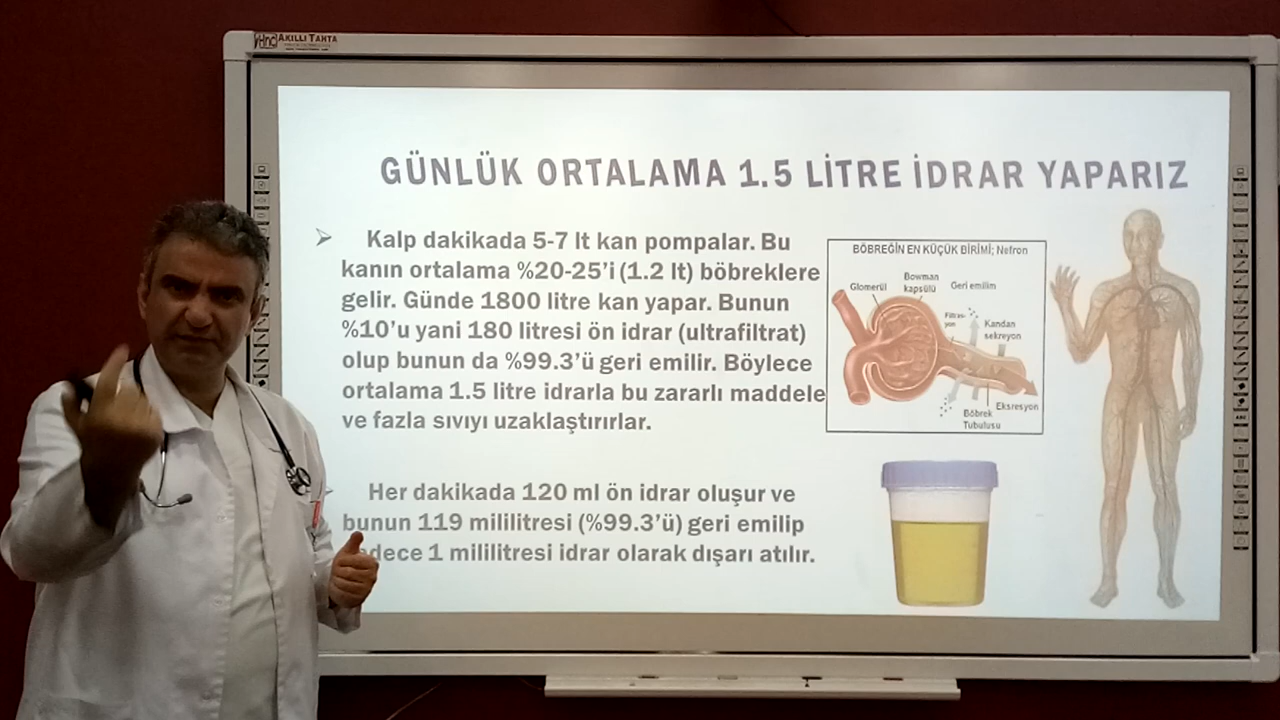 AKILLI TAHTA
GÜNLÜK ORTALAMA 1.5 LİTRE İDRAR YAPARIZ
Kalp dakikada 5-7 lt kan pompalar. Bu
kanın ortalama %20-25'i (1.2 lt) böbreklere
gelir. Günde 1800 litre kan yapar. Bunun
%10'u yani 180 litresi ön idrar (ultrafiltrat)
olup bunun da %99.3'ü geri emilir. Böylece
ortalama 1.5 litre idrarla bu zararlı maddele
ve fazla sıvıyı uzaklaştırırlar.
Her dakikada 120 ml ön idrar oluşur ve
bunun 119 mililitresi (%99.3'ü) geri emilip
dece 1 mililitresi idrar olarak dışarı atılır.
BÖBREĞİN EN KÜÇÜK BİRİMİ; Nefron
Glomerül
Bowman
kapsülü
Geri emilim
Filtras-
yon
Kandan
sekreyon
Eksresyon
Böbrek
Tubulusu